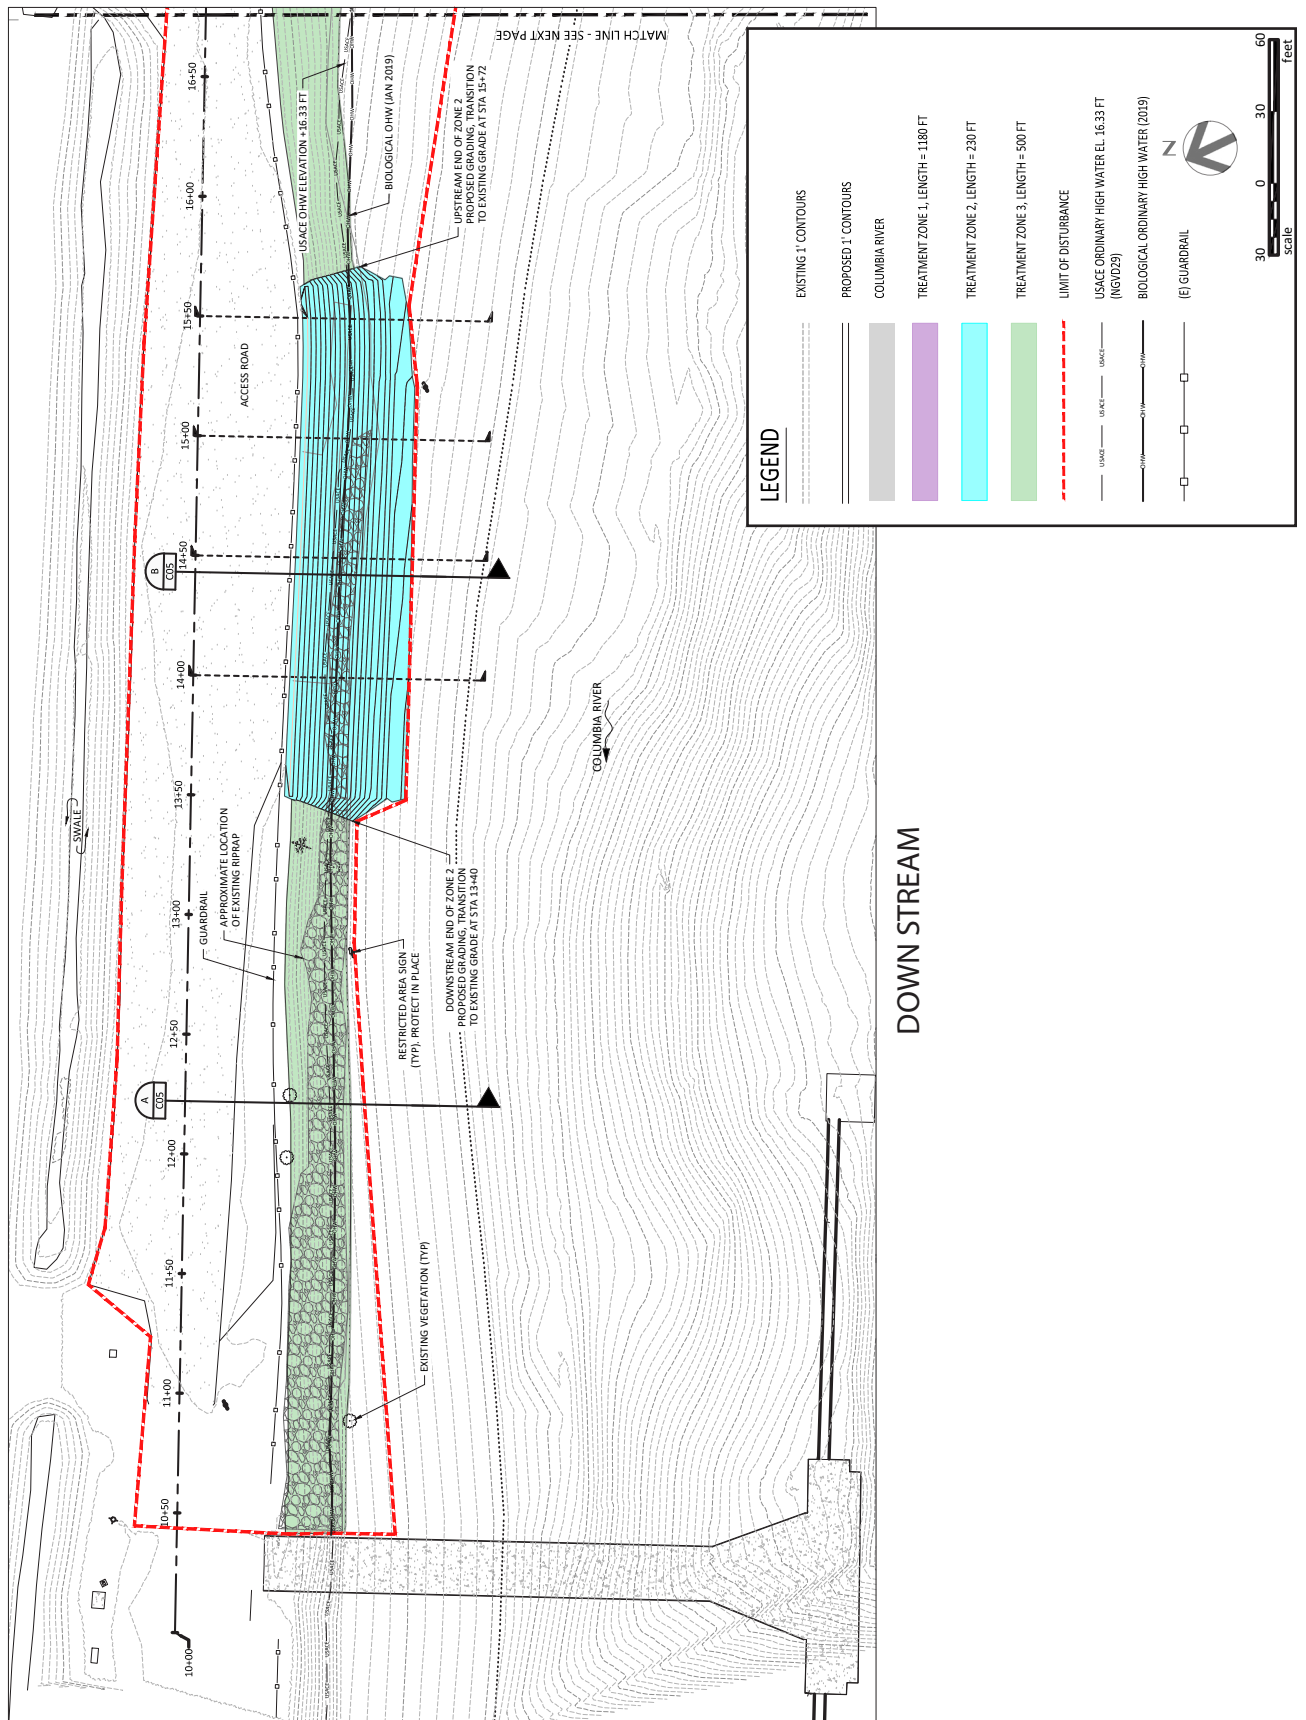 MATCH LINE - SEE NEXT PAGE
16+50
16+00
15+50
15+00
14+50
14+00
13+50
13+00
12+50
12+00
11+50
11+00
10+50
10+00
USACE OHW ELEVATION +16.33 FT
BIOLOGICAL OHW (JAN 2019)
UPSTREAM END OF ZONE 2
PROPOSED GRADING, TRANSITION
TO EXISTING GRADE AT STA 15+72
ACCESS ROAD
B
C05
SWALE
GUARDRAIL
APPROXIMATE LOCATION
OF EXISTING RIPRAP
COLUMBIA RIVER
DOWNSTREAM END OF ZONE 2
PROPOSED GRADING, TRANSITION
TO EXISTING GRADE AT STA 13+40
RESTRICTED AREA SIGN
(TYP). PROTECT IN PLACE
A
C05
EXISTING VEGETATION (TYP)
DOWN STREAM
LEGEND
EXISTING 1' CONTOURS
PROPOSED 1' CONTOURS
COLUMBIA RIVER
TREATMENT ZONE 1, LENGTH = 1180 FT
TREATMENT ZONE 2, LENGTH = 230 FT
TREATMENT ZONE 3, LENGTH = 500 FT
LIMIT OF DISTURBANCE
USACE USACE USACE
USACE ORDINARY HIGH WATER EL. 16.33 FT
(NGVD29)
OHW OHW
BIOLOGICAL ORDINARY HIGH WATER (2019)
(E) GUARDRAIL
N
30 0 30 60
scale feet